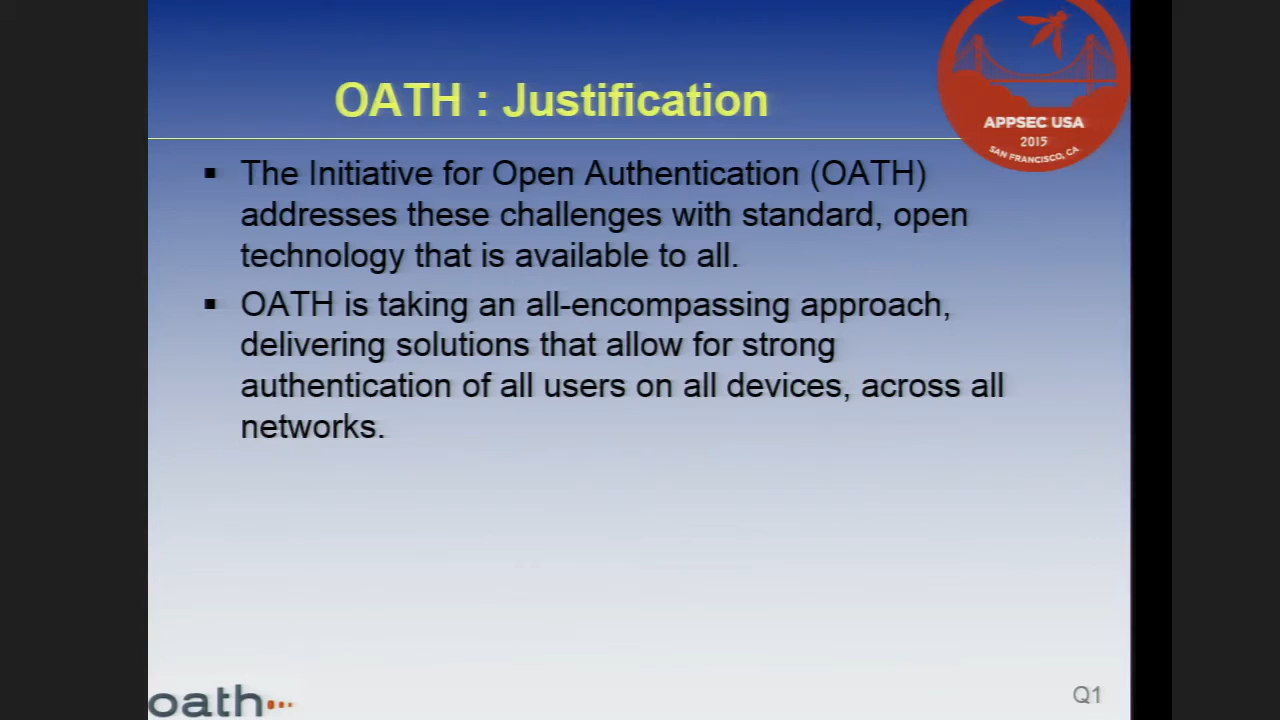 OATH : Justification
APPSEC USA
2015
SAN FRANCISCO, CA
▪ The Initiative for Open Authentication (OATH)
addresses these challenges with standard, open
technology that is available to all.
▪ OATH is taking an all-encompassing approach,
delivering solutions that allow for strong
authentication of all users on all devices, across all
networks.
oath
Q1